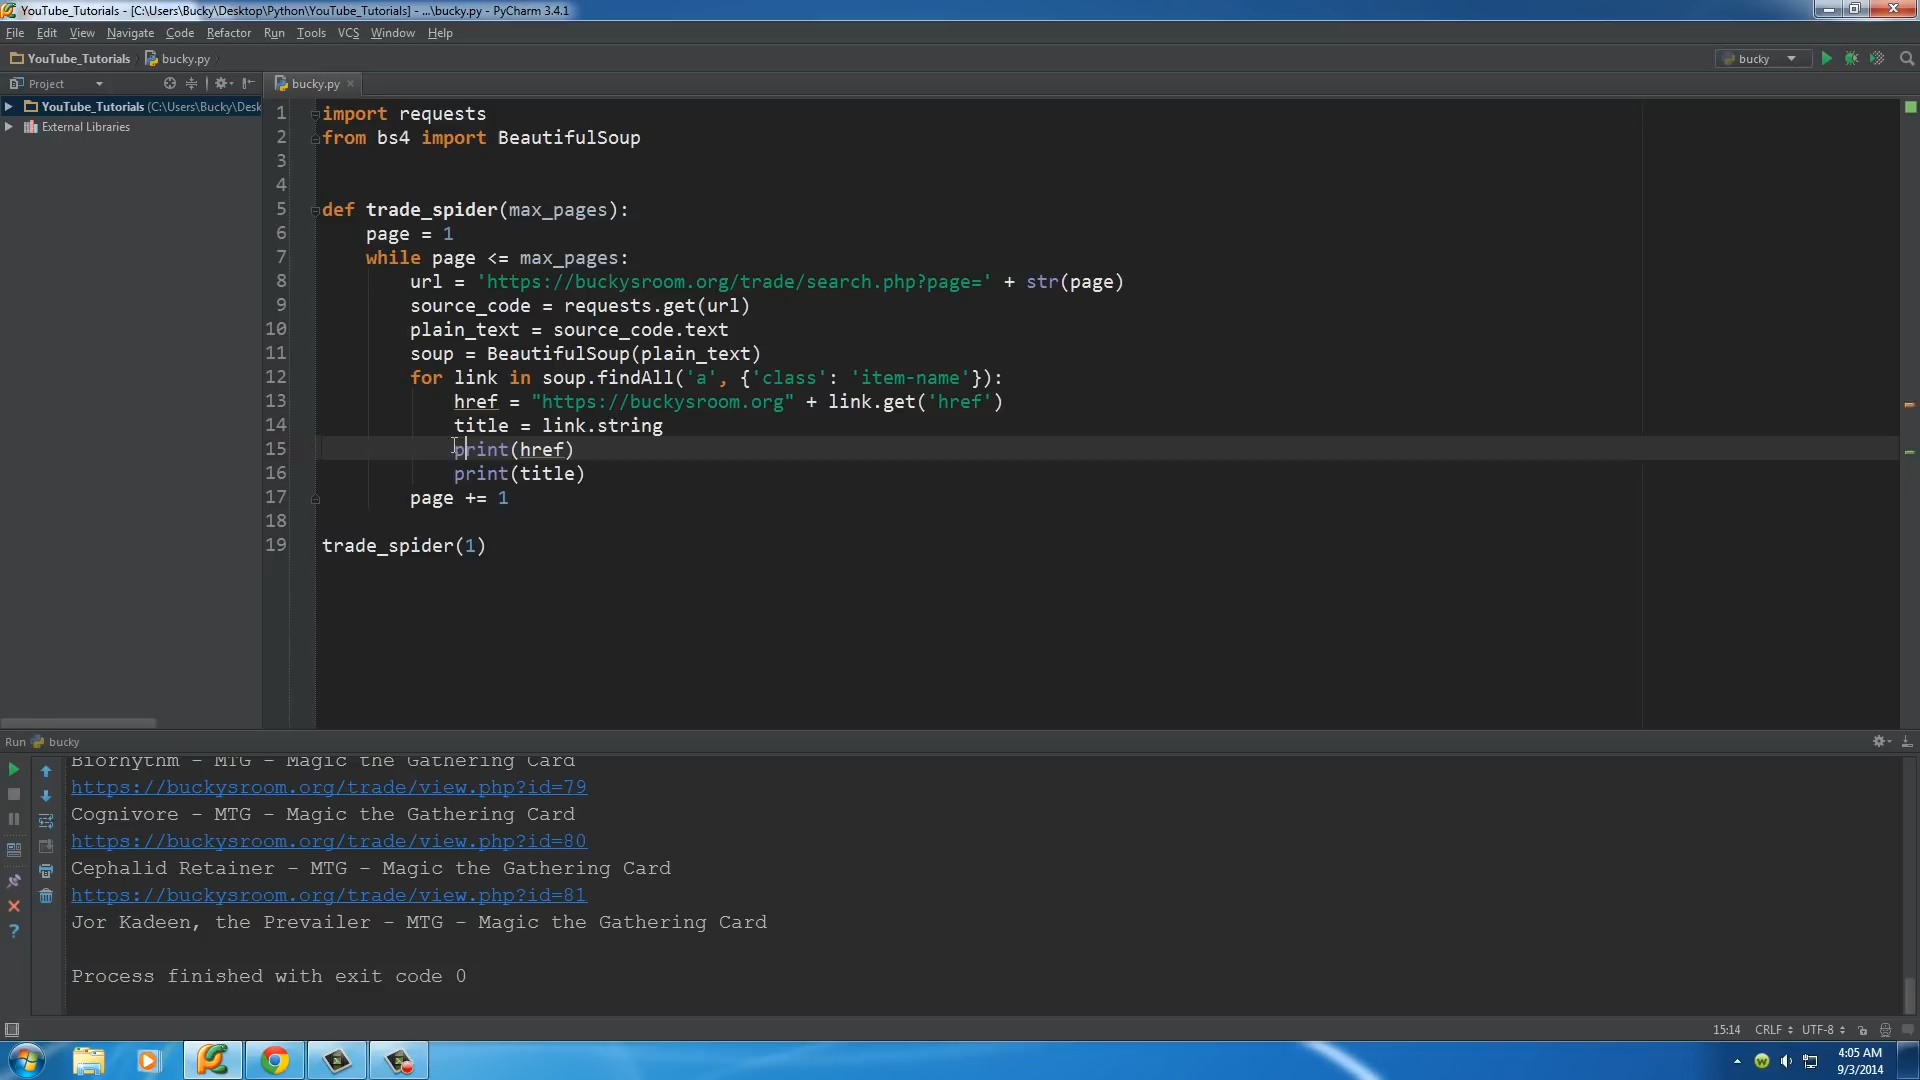 YouTube_Tutorials - [C:\Users\Bucky\Desktop\Python\YouTube_Tutorials] - ...\bucky.py - PyCharm 3.4.1
File Edit View Navigate Code Refactor Run Tools VCS Window Help
YouTube_Tutorials bucky.py bucky
Project bucky.py
YouTube_Tutorials (C:\Users\Bucky\Desk
External Libraries
1 import requests
2 from bs4 import BeautifulSoup
3
4
5 def trade_spider(max_pages):
6 page = 1
7 while page <= max_pages:
8 url = 'https://buckysroom.org/trade/search.php?page=' + str(page)
9 source_code = requests.get(url)
10 plain_text = source_code.text
11 soup = BeautifulSoup(plain_text)
12 for link in soup.findAll('a', {'class': 'item-name'}):
13 href = "https://buckysroom.org" + link.get('href')
14 title = link.string
15 print(href)
16 print(title)
17 page += 1
18
19 trade_spider(1)
Run bucky
Biorhythm - MTG - Magic the Gathering Card
https://buckysroom.org/trade/view.php?id=79
Cognivore - MTG - Magic the Gathering Card
https://buckysroom.org/trade/view.php?id=80
Cephalid Retainer - MTG - Magic the Gathering Card
https://buckysroom.org/trade/view.php?id=81
Jor Kadeen, the Prevailer - MTG - Magic the Gathering Card
Process finished with exit code 0
15:14 CRLF UTF-8
4:05 AM
9/3/2014